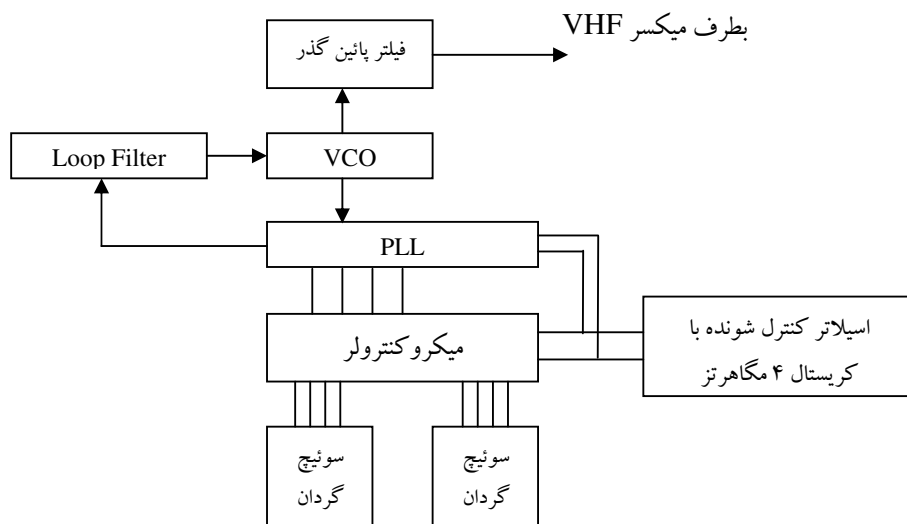 بطرف میکسر VHF
فیلتر پائین گذر
Loop Filter
VCO
PLL
میکروکنترولر
اسیلاتر کنترل شونده با
کریستال ۴ مگاهرتز
سوئیچ
گردان
سوئیچ
گردان